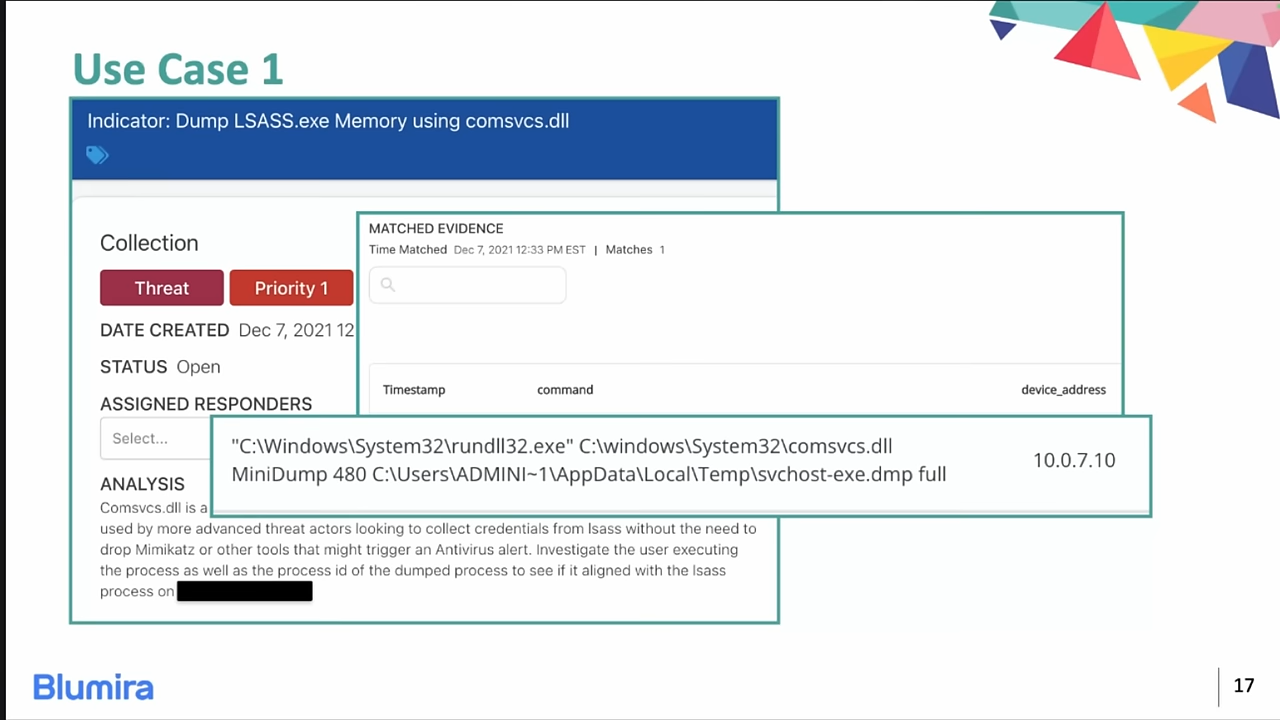 Use Case 1
Indicator: Dump LSASS.exe Memory using comsvcs.dll
Collection
Threat
Priority 1
DATE CREATED Dec 7, 2021 12
STATUS Open
ASSIGNED RESPONDERS
Select...
ANALYSIS
Comsvcs.dll is a
used by more advanced threat actors looking to collect credentials from lsass without the need to
drop Mimikatz or other tools that might trigger an Antivirus alert. Investigate the user executing
the process as well as the process id of the dumped process to see if it aligned with the lsass
process on
MATCHED EVIDENCE
Time Matched Dec 7, 2021 12:33 PM EST | Matches 1
Timestamp command device_address
"C:\Windows\System32\rundll32.exe" C:\windows\System32\comsvcs.dll
MiniDump 480 C:\Users\ADMINI~1\AppData\Local\Temp\svchost-exe.dmp full
10.0.7.10
Blumira
17